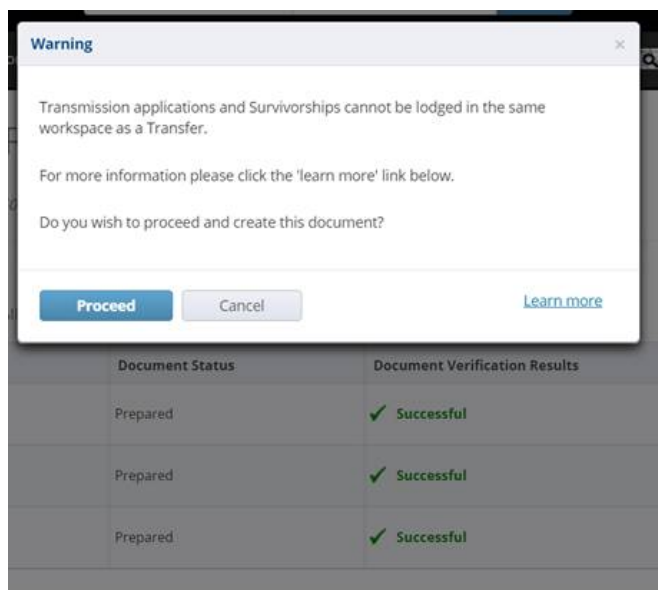 Warning
Transmission applications and Survivorships cannot be lodged in the same
workspace as a Transfer.
For more information please click the 'learn more' link below.
Do you wish to proceed and create this document?
Proceed
Cancel
Learn more
Document Status
Document Verification Results
Prepared
Successful
Prepared
Successful
Prepared
Successful